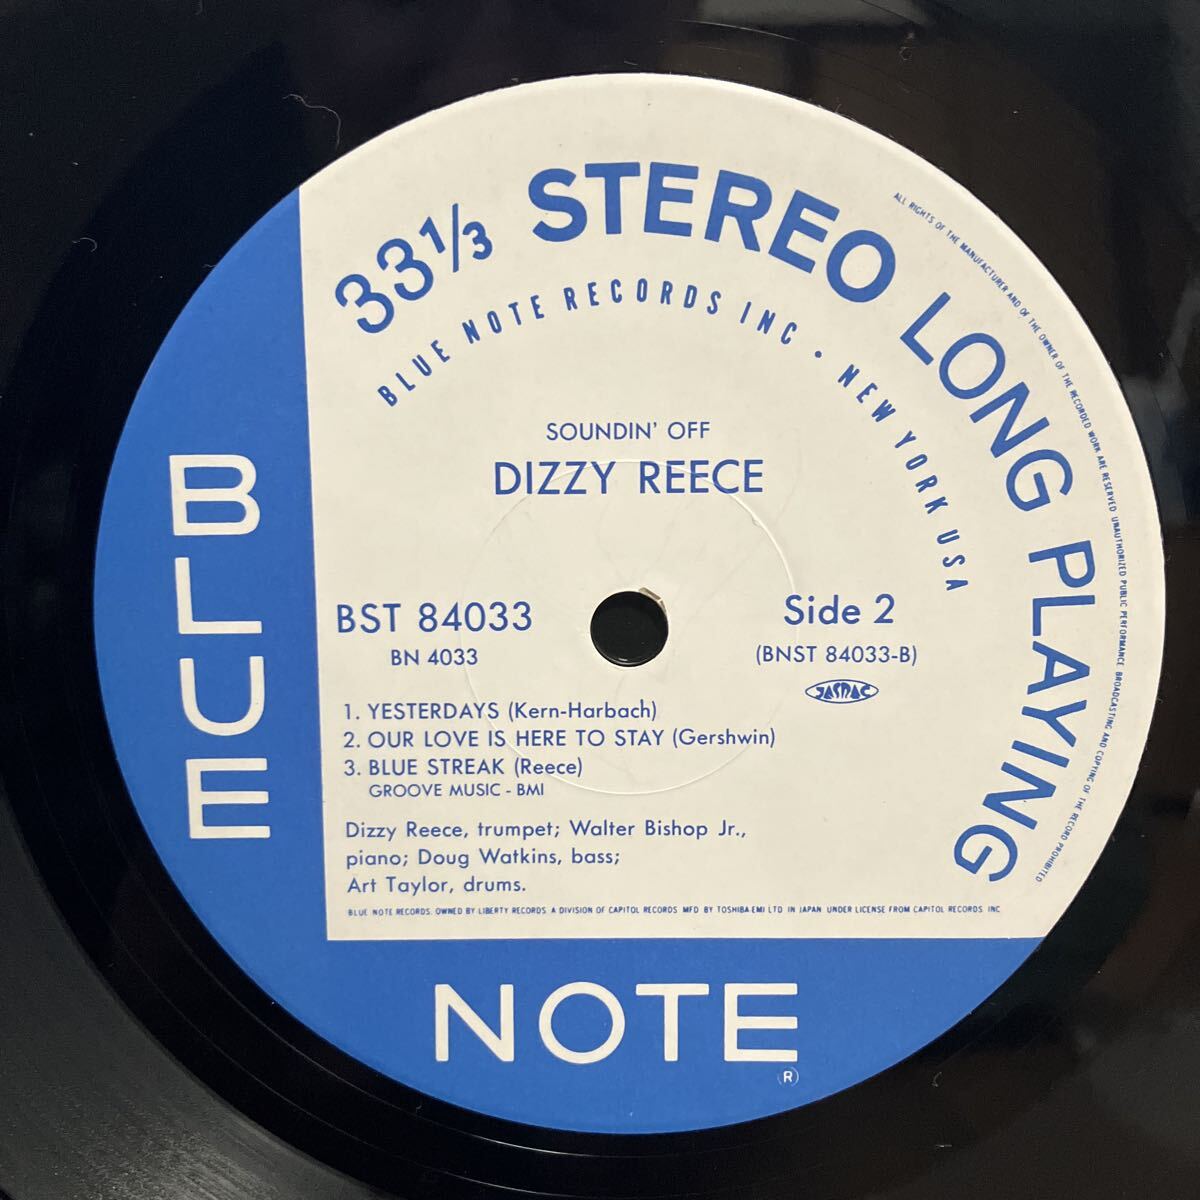 33⅓ STEREO LONG PLAYING
BLUE NOTE RECORDS INC • NEW YORK USA
ALL RIGHTS OF THE MANUFACTURER AND OF THE OWNER OF THE RECORDED WORK ARE RESERVED UNAUTHORIZED PUBLIC PERFORMANCE BROADCASTING AND COPYING OF THE RECORD PROHIBITED
SOUNDIN' OFF
DIZZY REECE
BST 84033
BN 4033
Side 2
(BNST 84033-B)
JASRAC
1. YESTERDAYS (Kern-Harbach)
2. OUR LOVE IS HERE TO STAY (Gershwin)
3. BLUE STREAK (Reece)
GROOVE MUSIC - BMI
Dizzy Reece, trumpet; Walter Bishop Jr.,
piano; Doug Watkins, bass;
Art Taylor, drums.
BLUE NOTE RECORDS, OWNED BY LIBERTY RECORDS A DIVISION OF CAPITOL RECORDS MFD BY TOSHIBA-EMI LTD IN JAPAN UNDER LICENSE FROM CAPITOL RECORDS INC
BLUE
NOTE
®